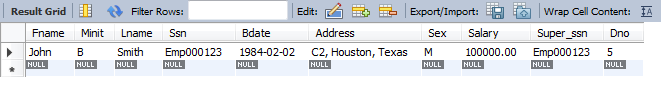 Result Grid Filter Rows: Edit: Export/Import: Wrap Cell Content:
Fname Minit Lname Ssn Bdate Address Sex Salary Super_ssn Dno
John B Smith Emp000123 1984-02-02 C2, Houston, Texas M 100000.00 Emp000123 5
NULL NULL NULL NULL NULL NULL NULL NULL NULL NULL